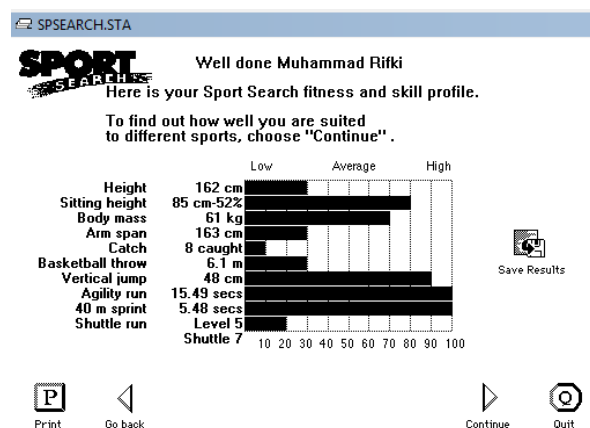 SPSEARCH.STA
SPORT
SEARCH
Well done Muhammad Rifki
Here is your Sport Search fitness and skill profile.
To find out how well you are suited
to different sports, choose "Continue" .
Low Average High
Height 162 cm
Sitting height 85 cm-52%
Body mass 61 kg
Arm span 163 cm
Catch 8 caught
Basketball throw 6.1 m
Vertical jump 48 cm
Agility run 15.49 secs
40 m sprint 5.48 secs
Shuttle run Level 5
Shuttle 7
10 20 30 40 50 60 70 80 90 100
Save Results
P
Print
Go back
Continue
Q
Quit